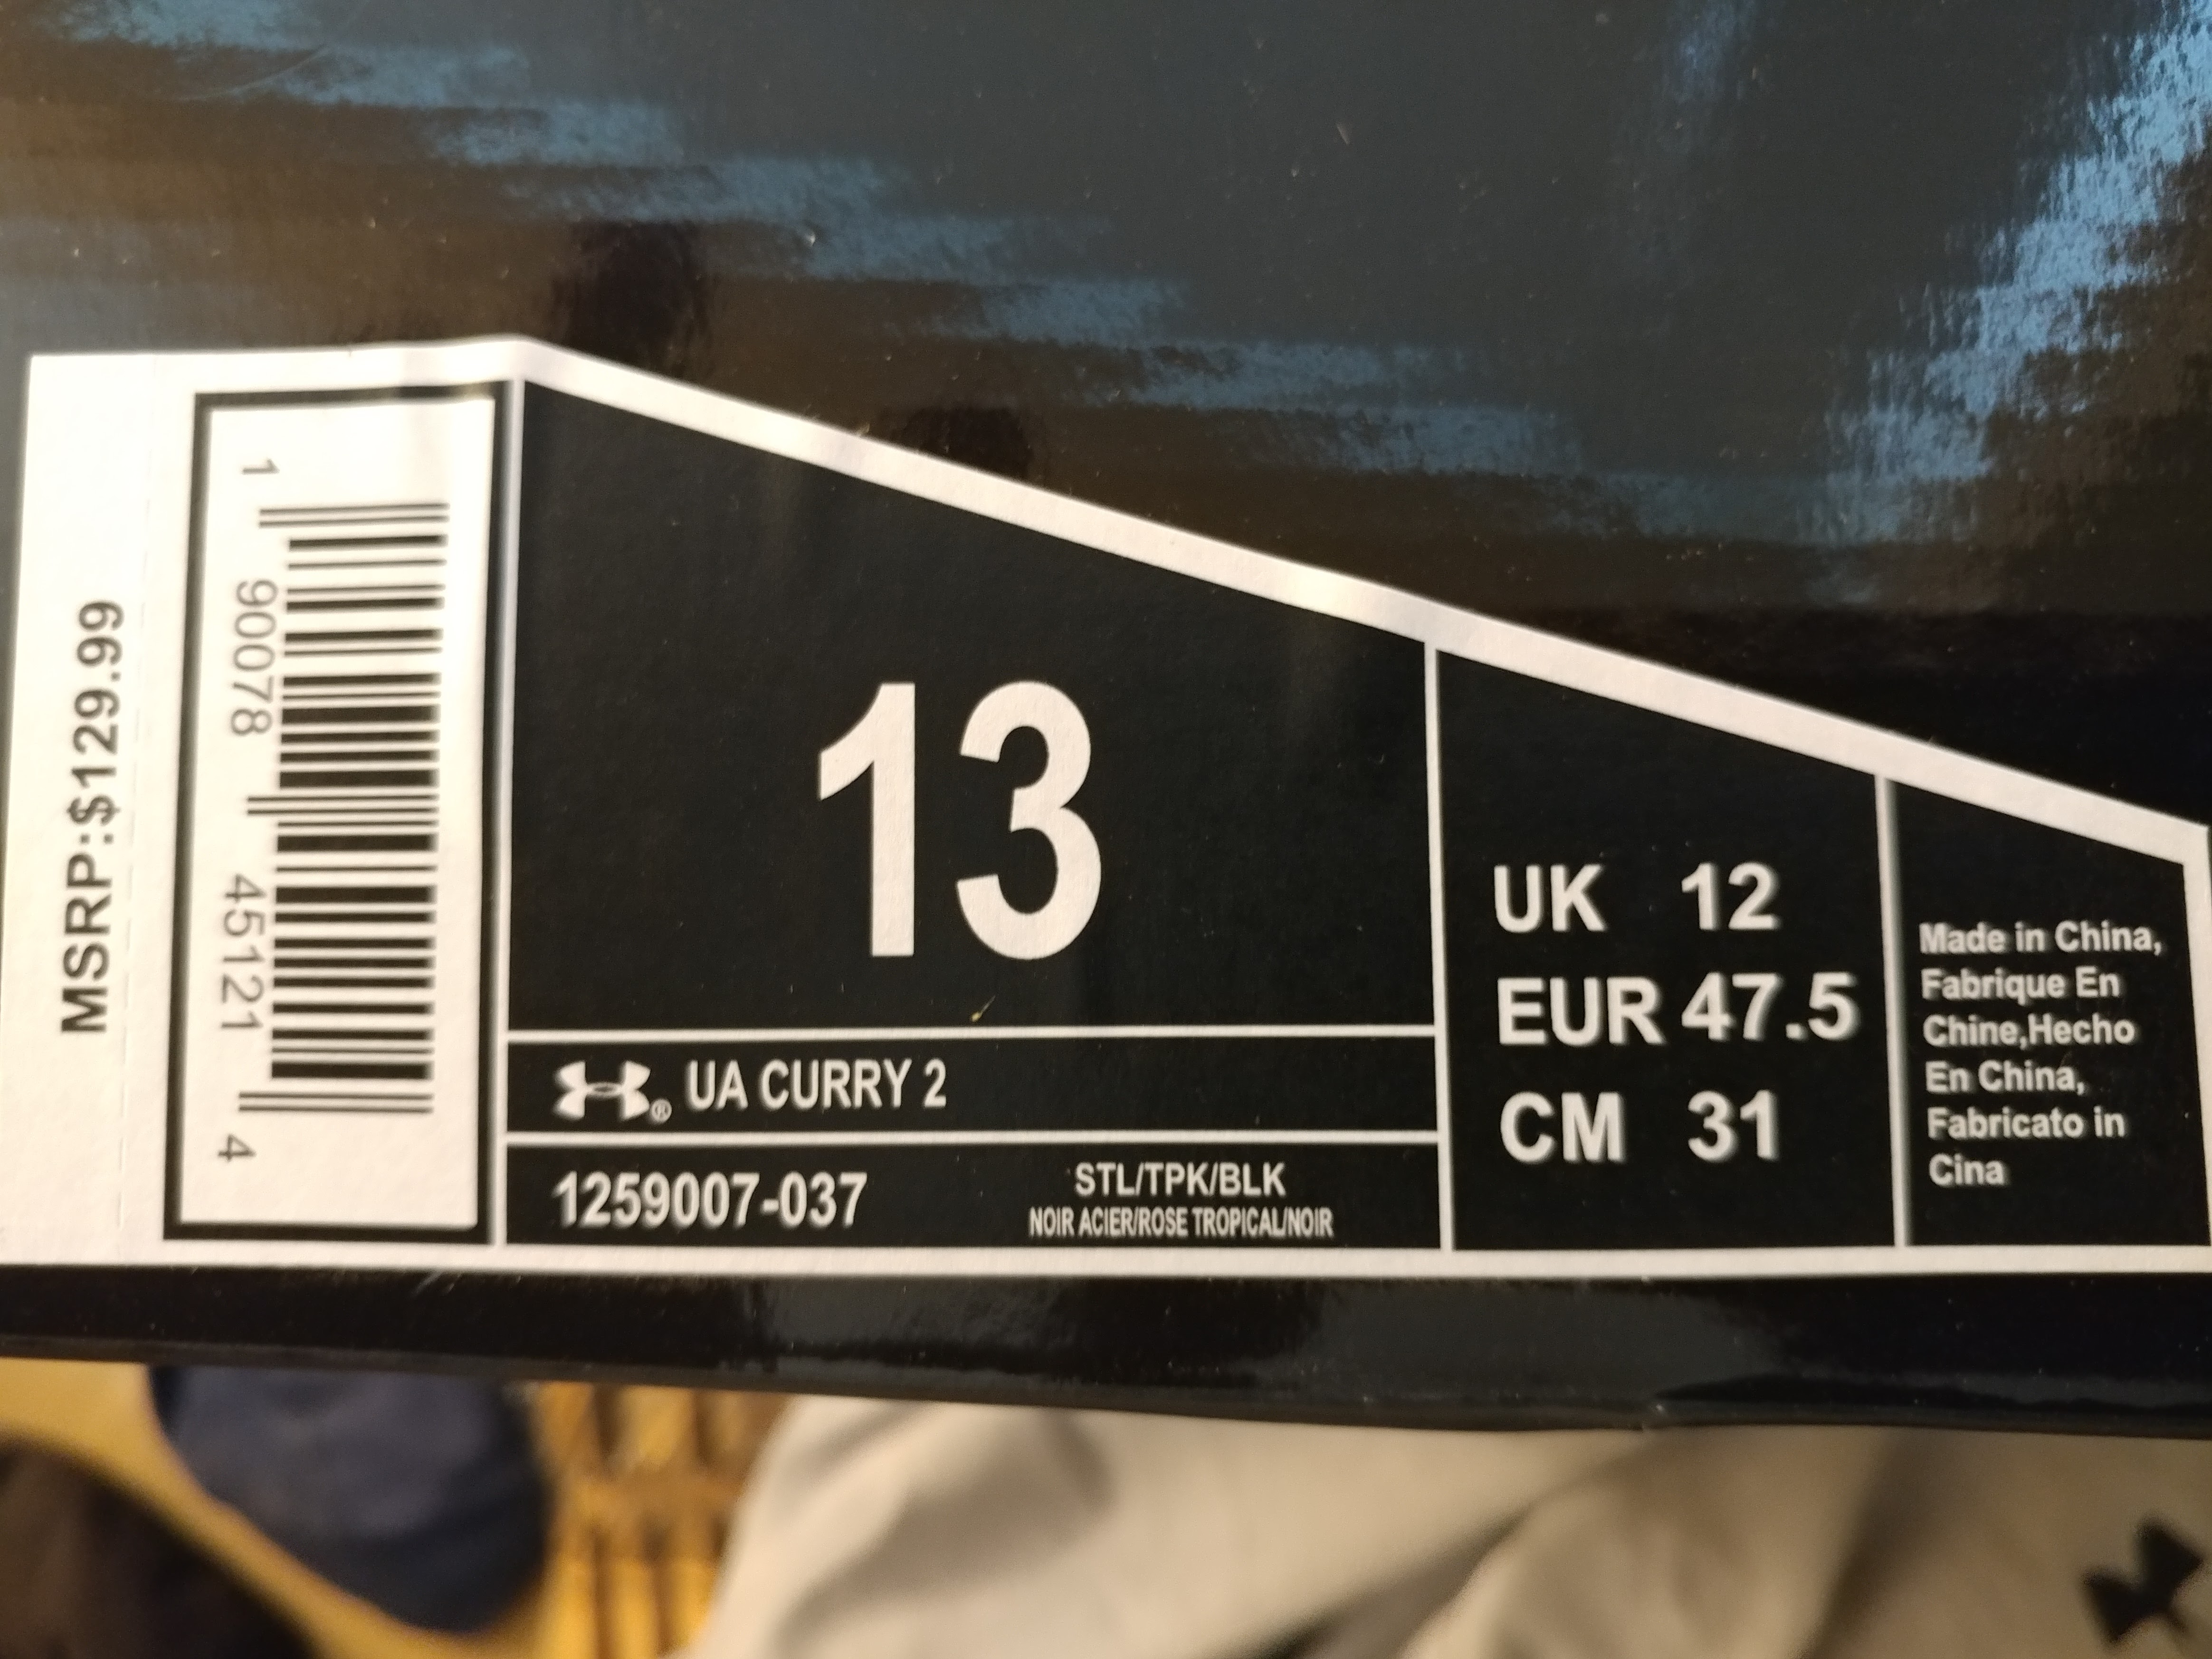 MSRP:$129.99
1 90078 45121 4
13
® UA CURRY 2
1259007-037
STL/TPK/BLK
NOIR ACIER/ROSE TROPICAL/NOIR
UK 12
EUR 47.5
CM 31
Made in China,
Fabrique En
Chine,Hecho
En China,
Fabricato in
Cina